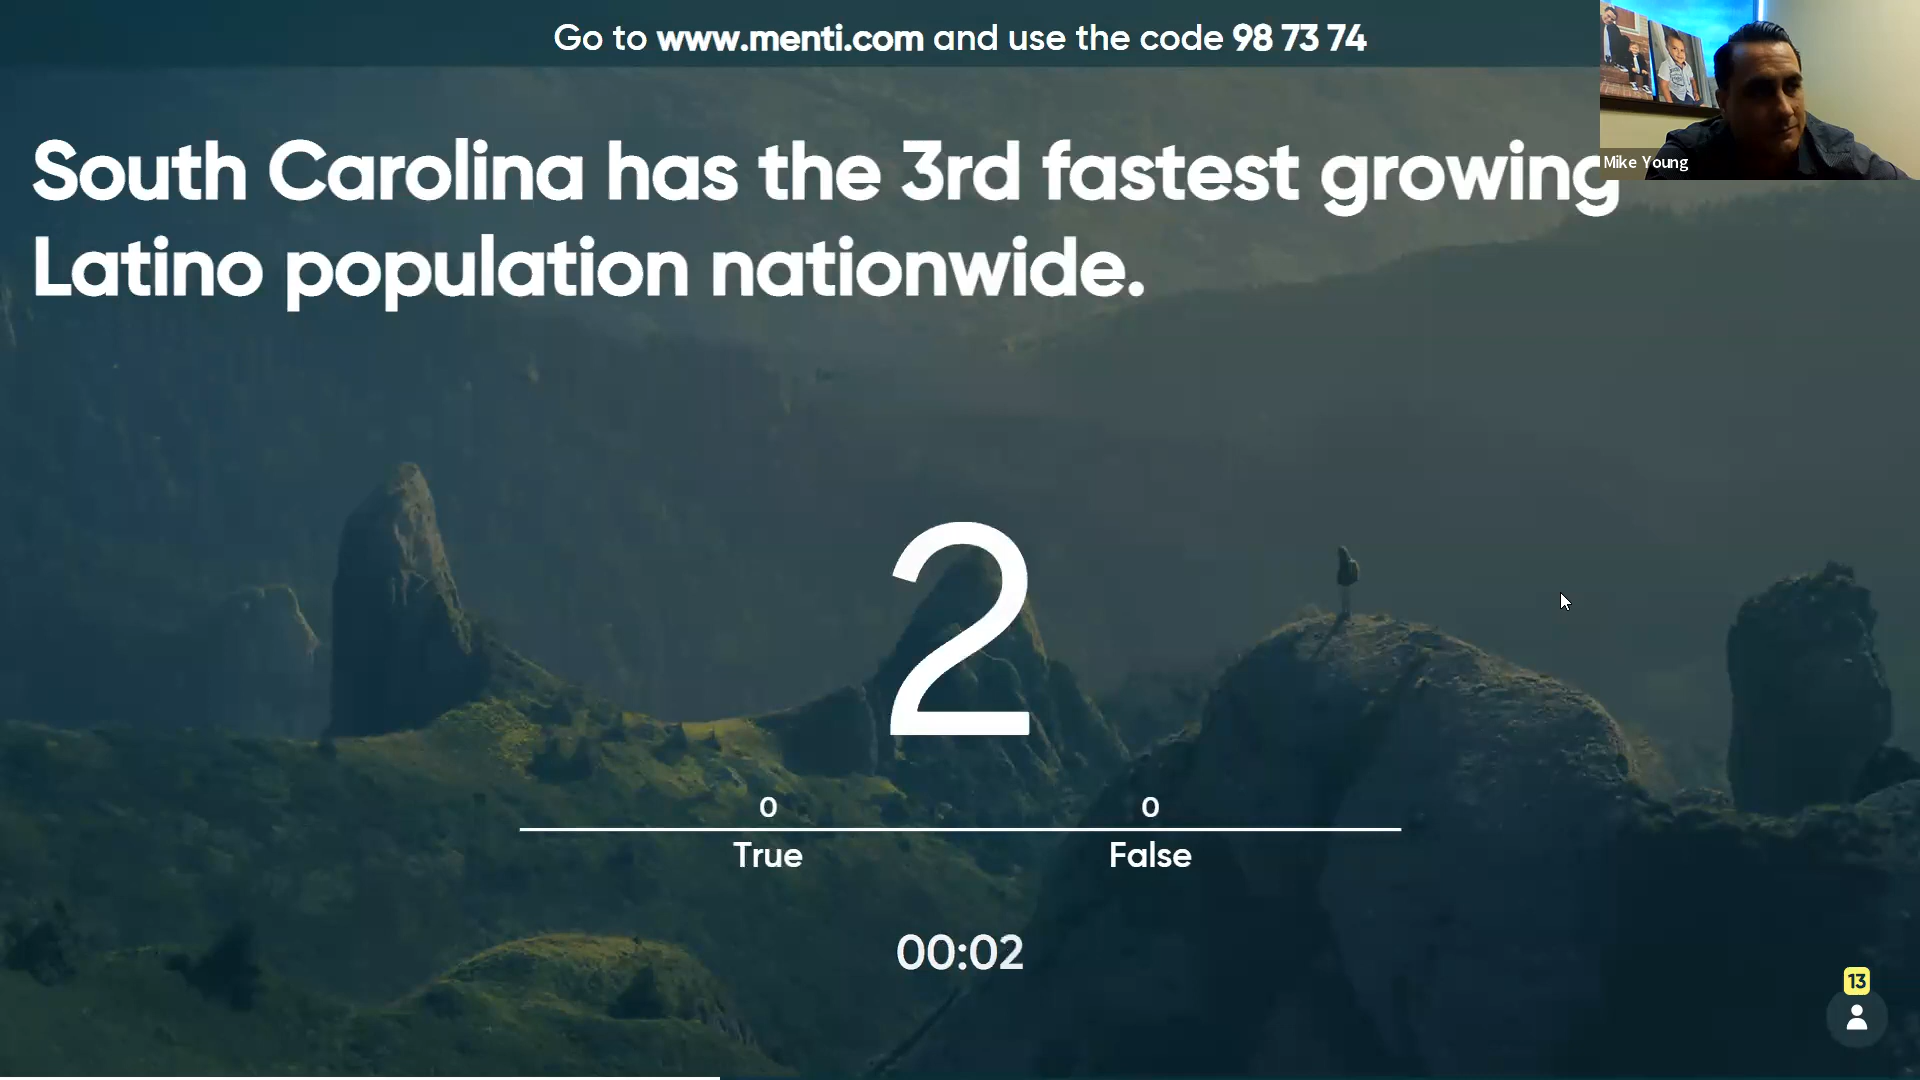 Go to www.menti.com and use the code 98 73 74
South Carolina has the 3rd fastest growing
Latino population nationwide.
Mike Young
2
0 0
True False
00:02
13